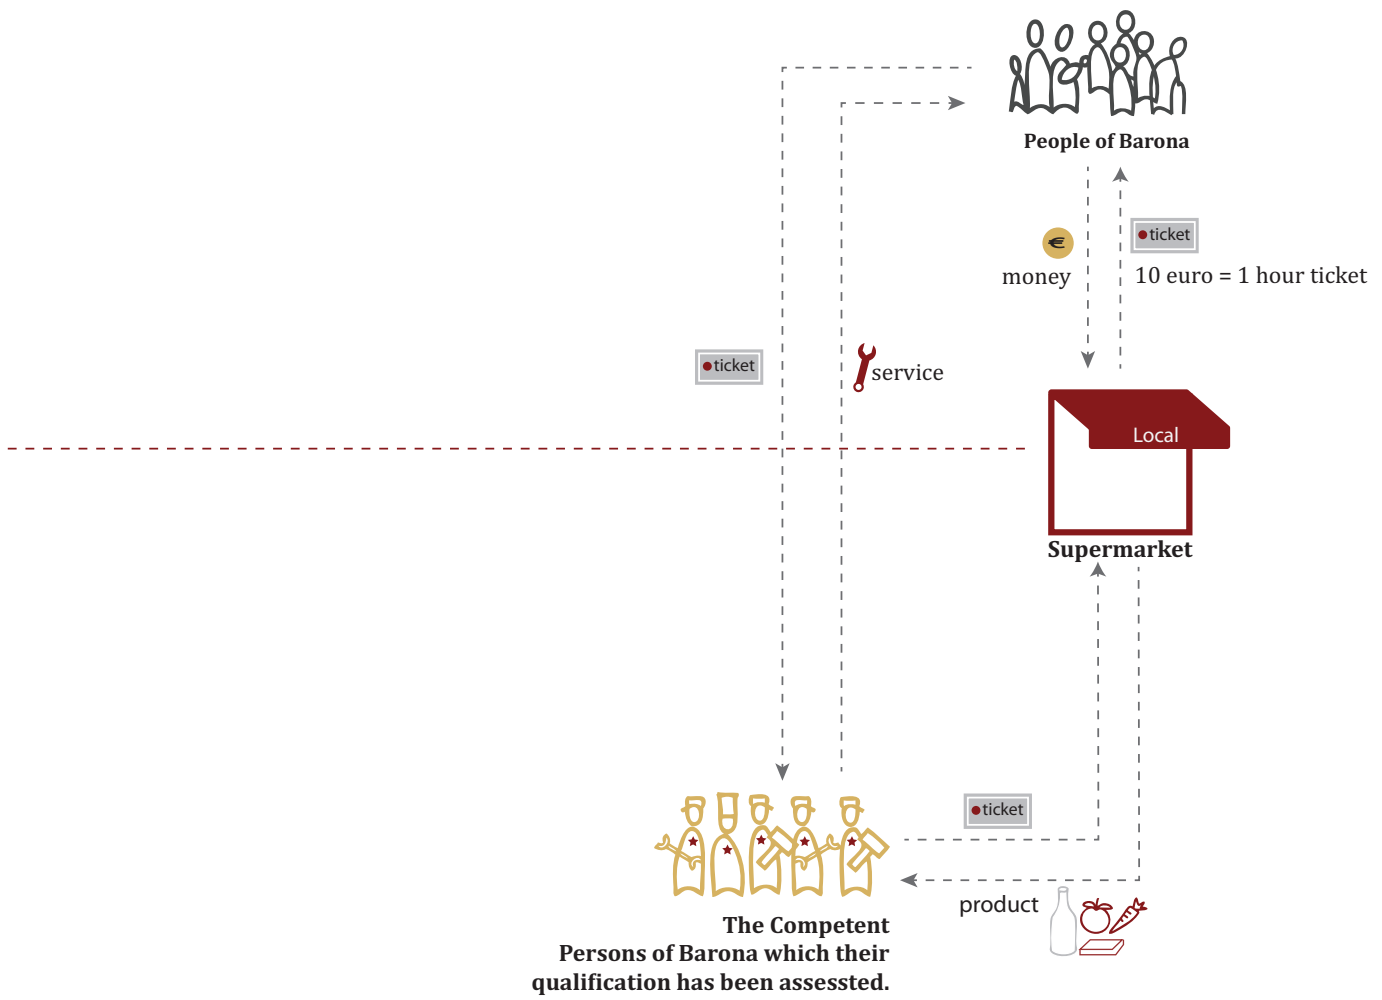 People of Barona
ticket
money
10 euro = 1 hour ticket
ticket
service
Local
Supermarket
ticket
product
The Competent
Persons of Barona which their
qualification has been assessted.